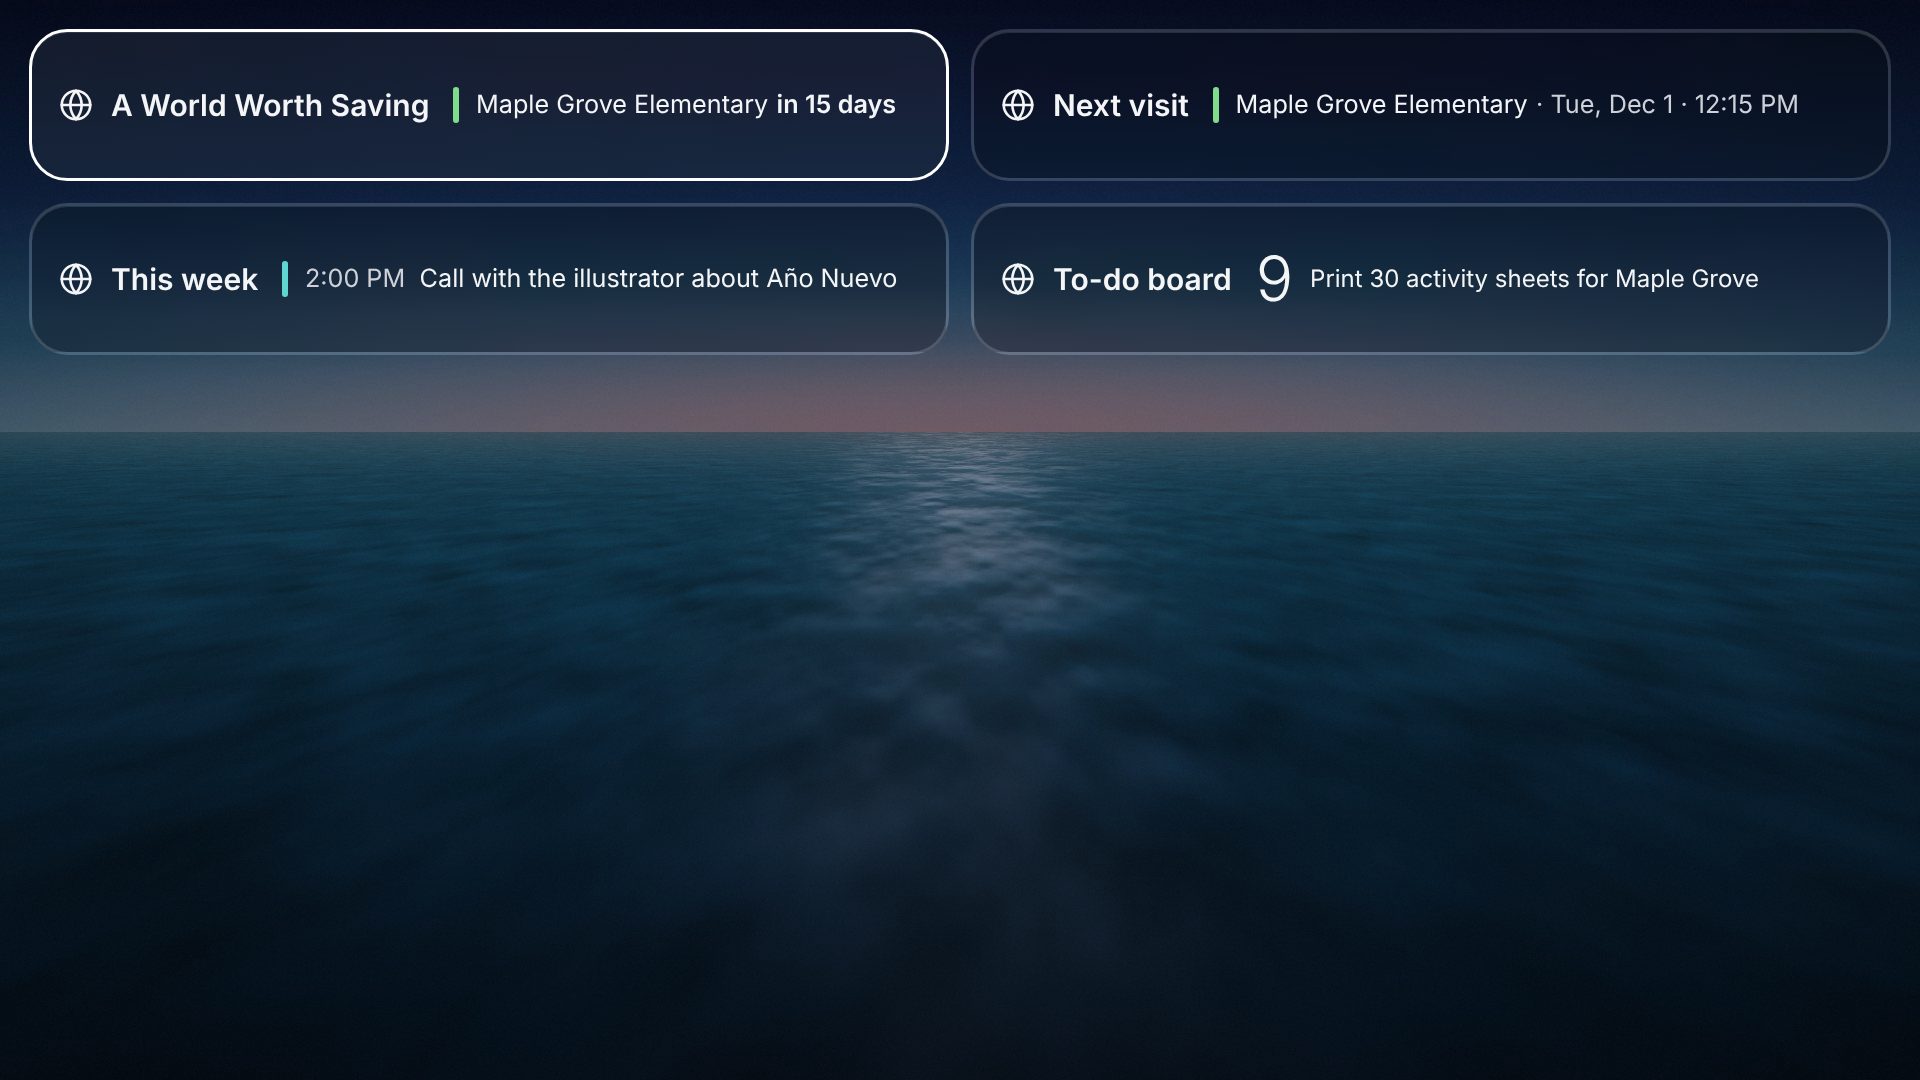 A World Worth Saving Maple Grove Elementary in 15 days
Next visit Maple Grove Elementary · Tue, Dec 1 · 12:15 PM
This week 2:00 PM Call with the illustrator about Año Nuevo
To-do board 9 Print 30 activity sheets for Maple Grove